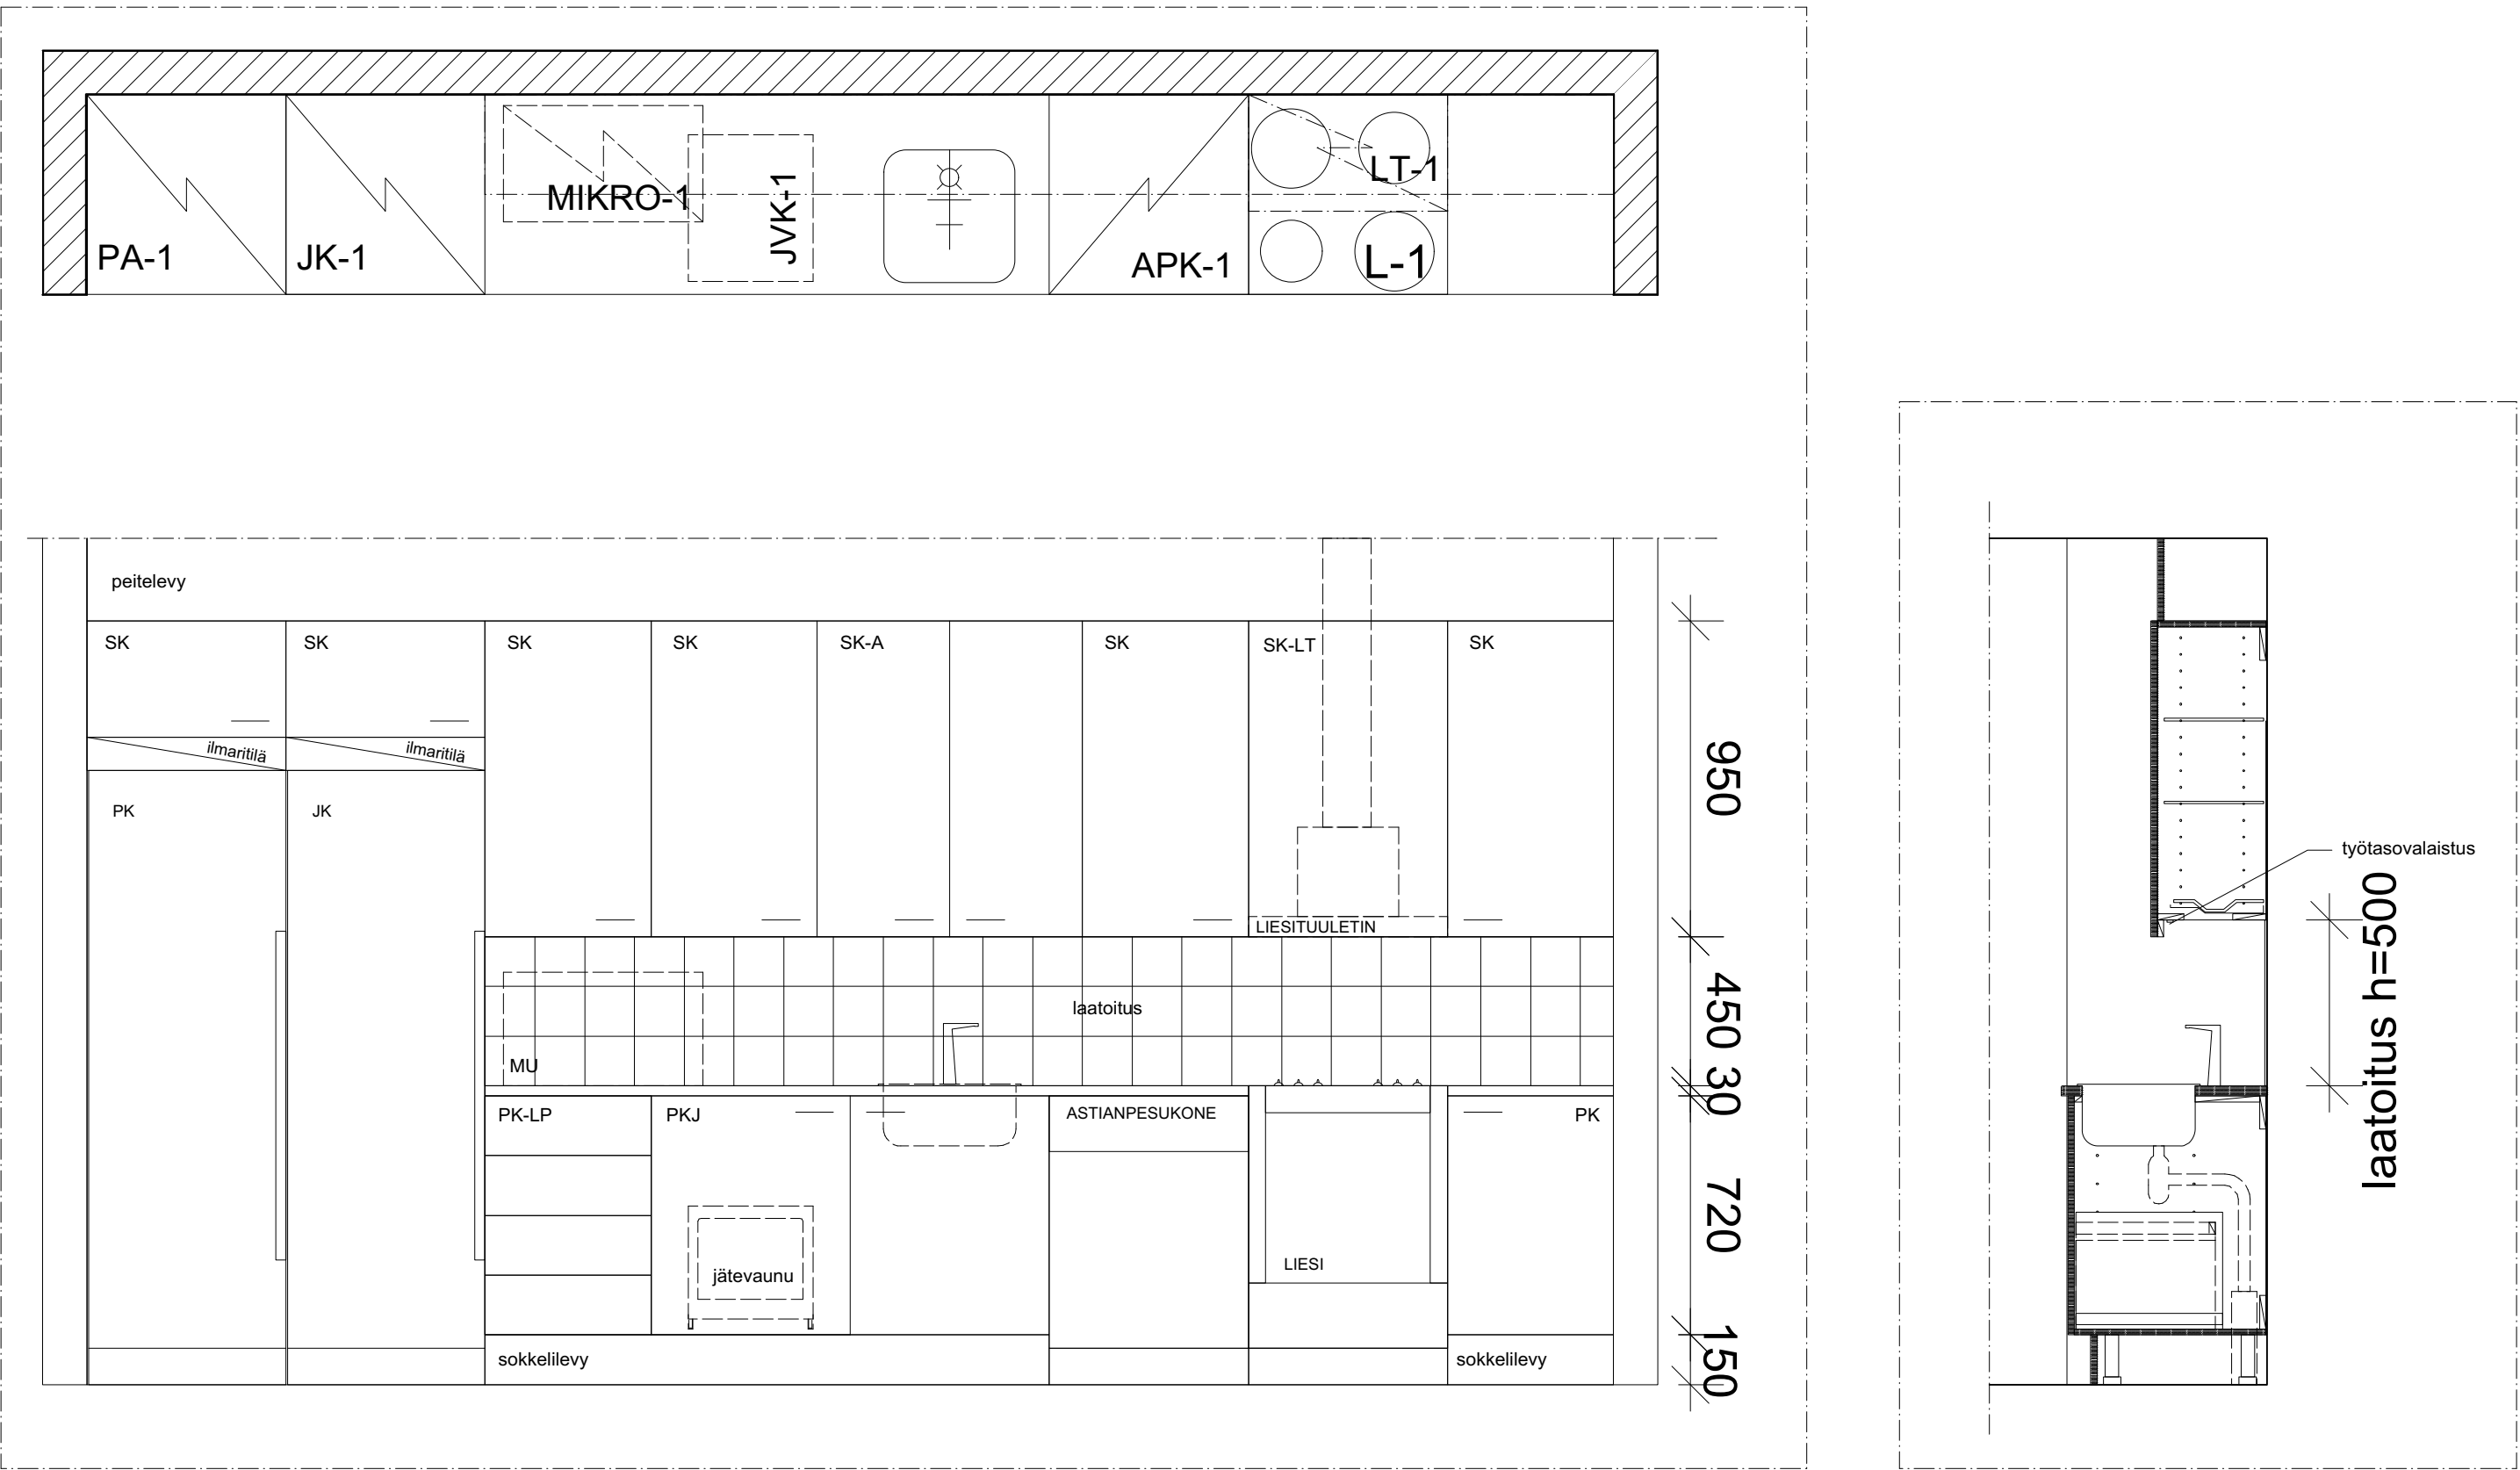 MIKRO-1
JVK-1
LT-1
PA-1
JK-1
APK-1
L-1
peitelevy
SK
SK
SK
SK
SK-A
SK
SK-LT
SK
ilmaritilä
ilmaritilä
950
PK
JK
LIESITUULETIN
laatoitus
MU
450
30
PK-LP
PKJ
ASTIANPESUKONE
PK
720
jätevaunu
LIESI
sokkelilevy
sokkelilevy
150
työtasovalaistus
laatoitus h=500